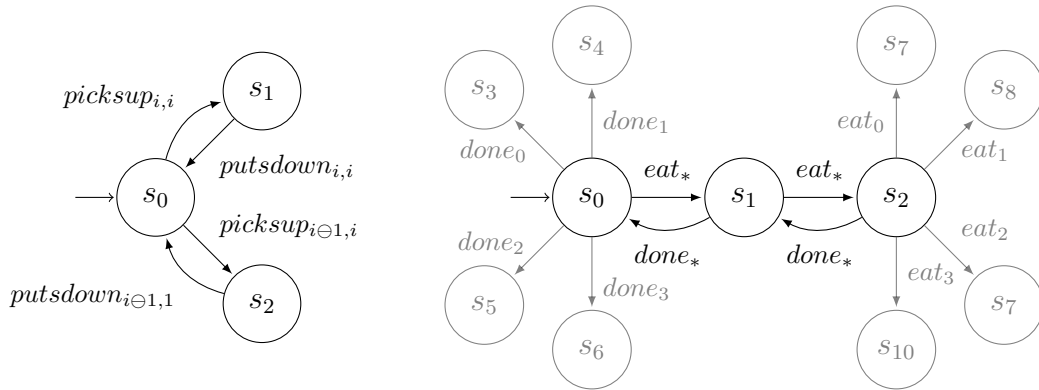 picksup_{i,i}
s_1
putsdown_{i,i}
s_0
picksup_{i⊖1,i}
putsdown_{i⊖1,1}
s_2
s_4
s_3
done_1
done_0
s_0
eat_*
s_1
eat_*
s_2
done_*
done_*
done_2
done_3
s_5
s_6
s_7
s_8
eat_0
eat_1
eat_2
eat_3
s_7
s_10